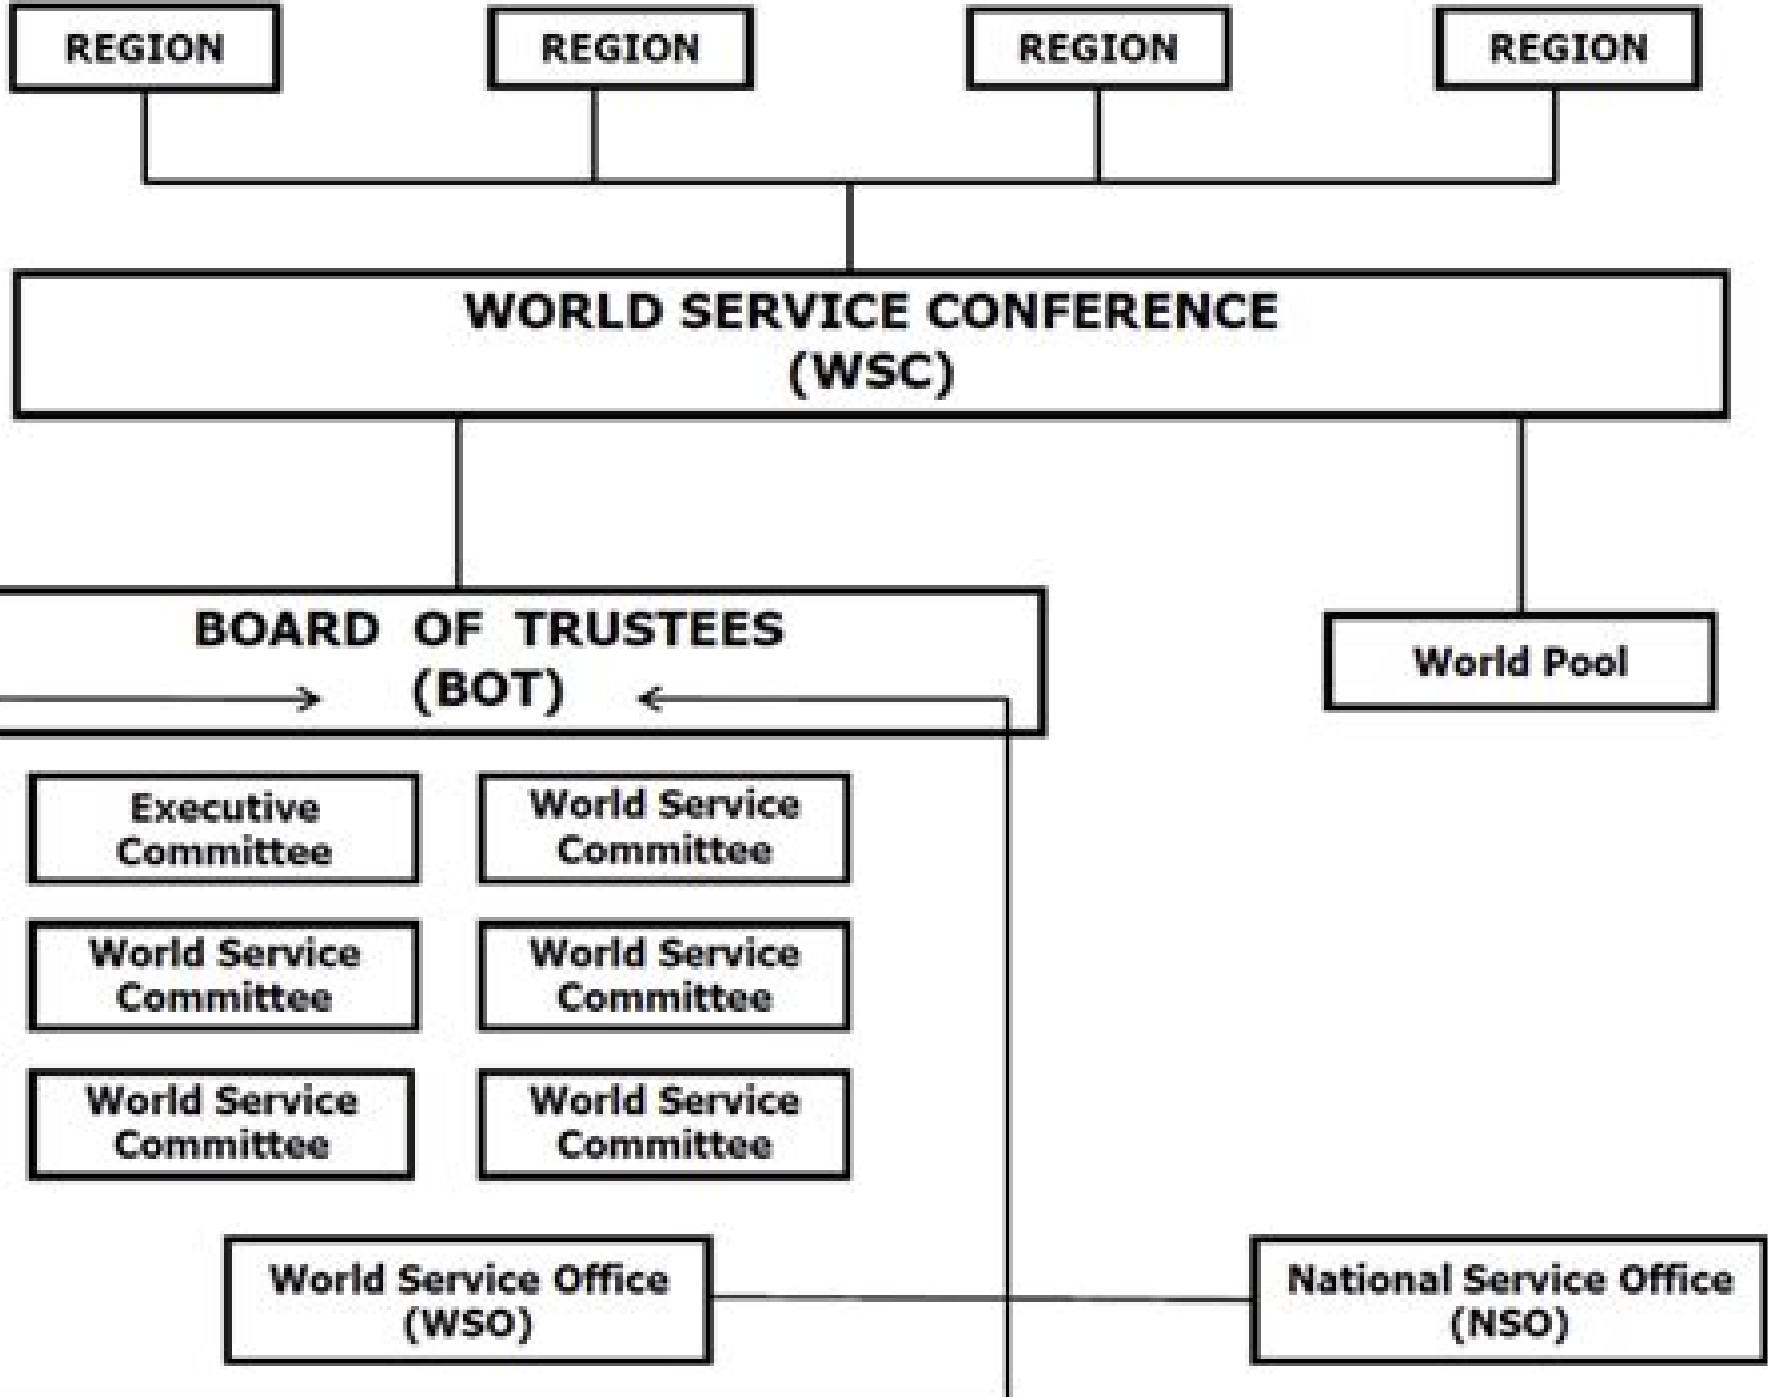 REGION
REGION
REGION
REGION
WORLD SERVICE CONFERENCE
(WSC)
BOARD OF TRUSTEES
(BOT)
World Pool
Executive
Committee
World Service
Committee
World Service
Committee
World Service
Committee
World Service
Committee
World Service
Committee
World Service Office
(WSO)
National Service Office
(NSO)